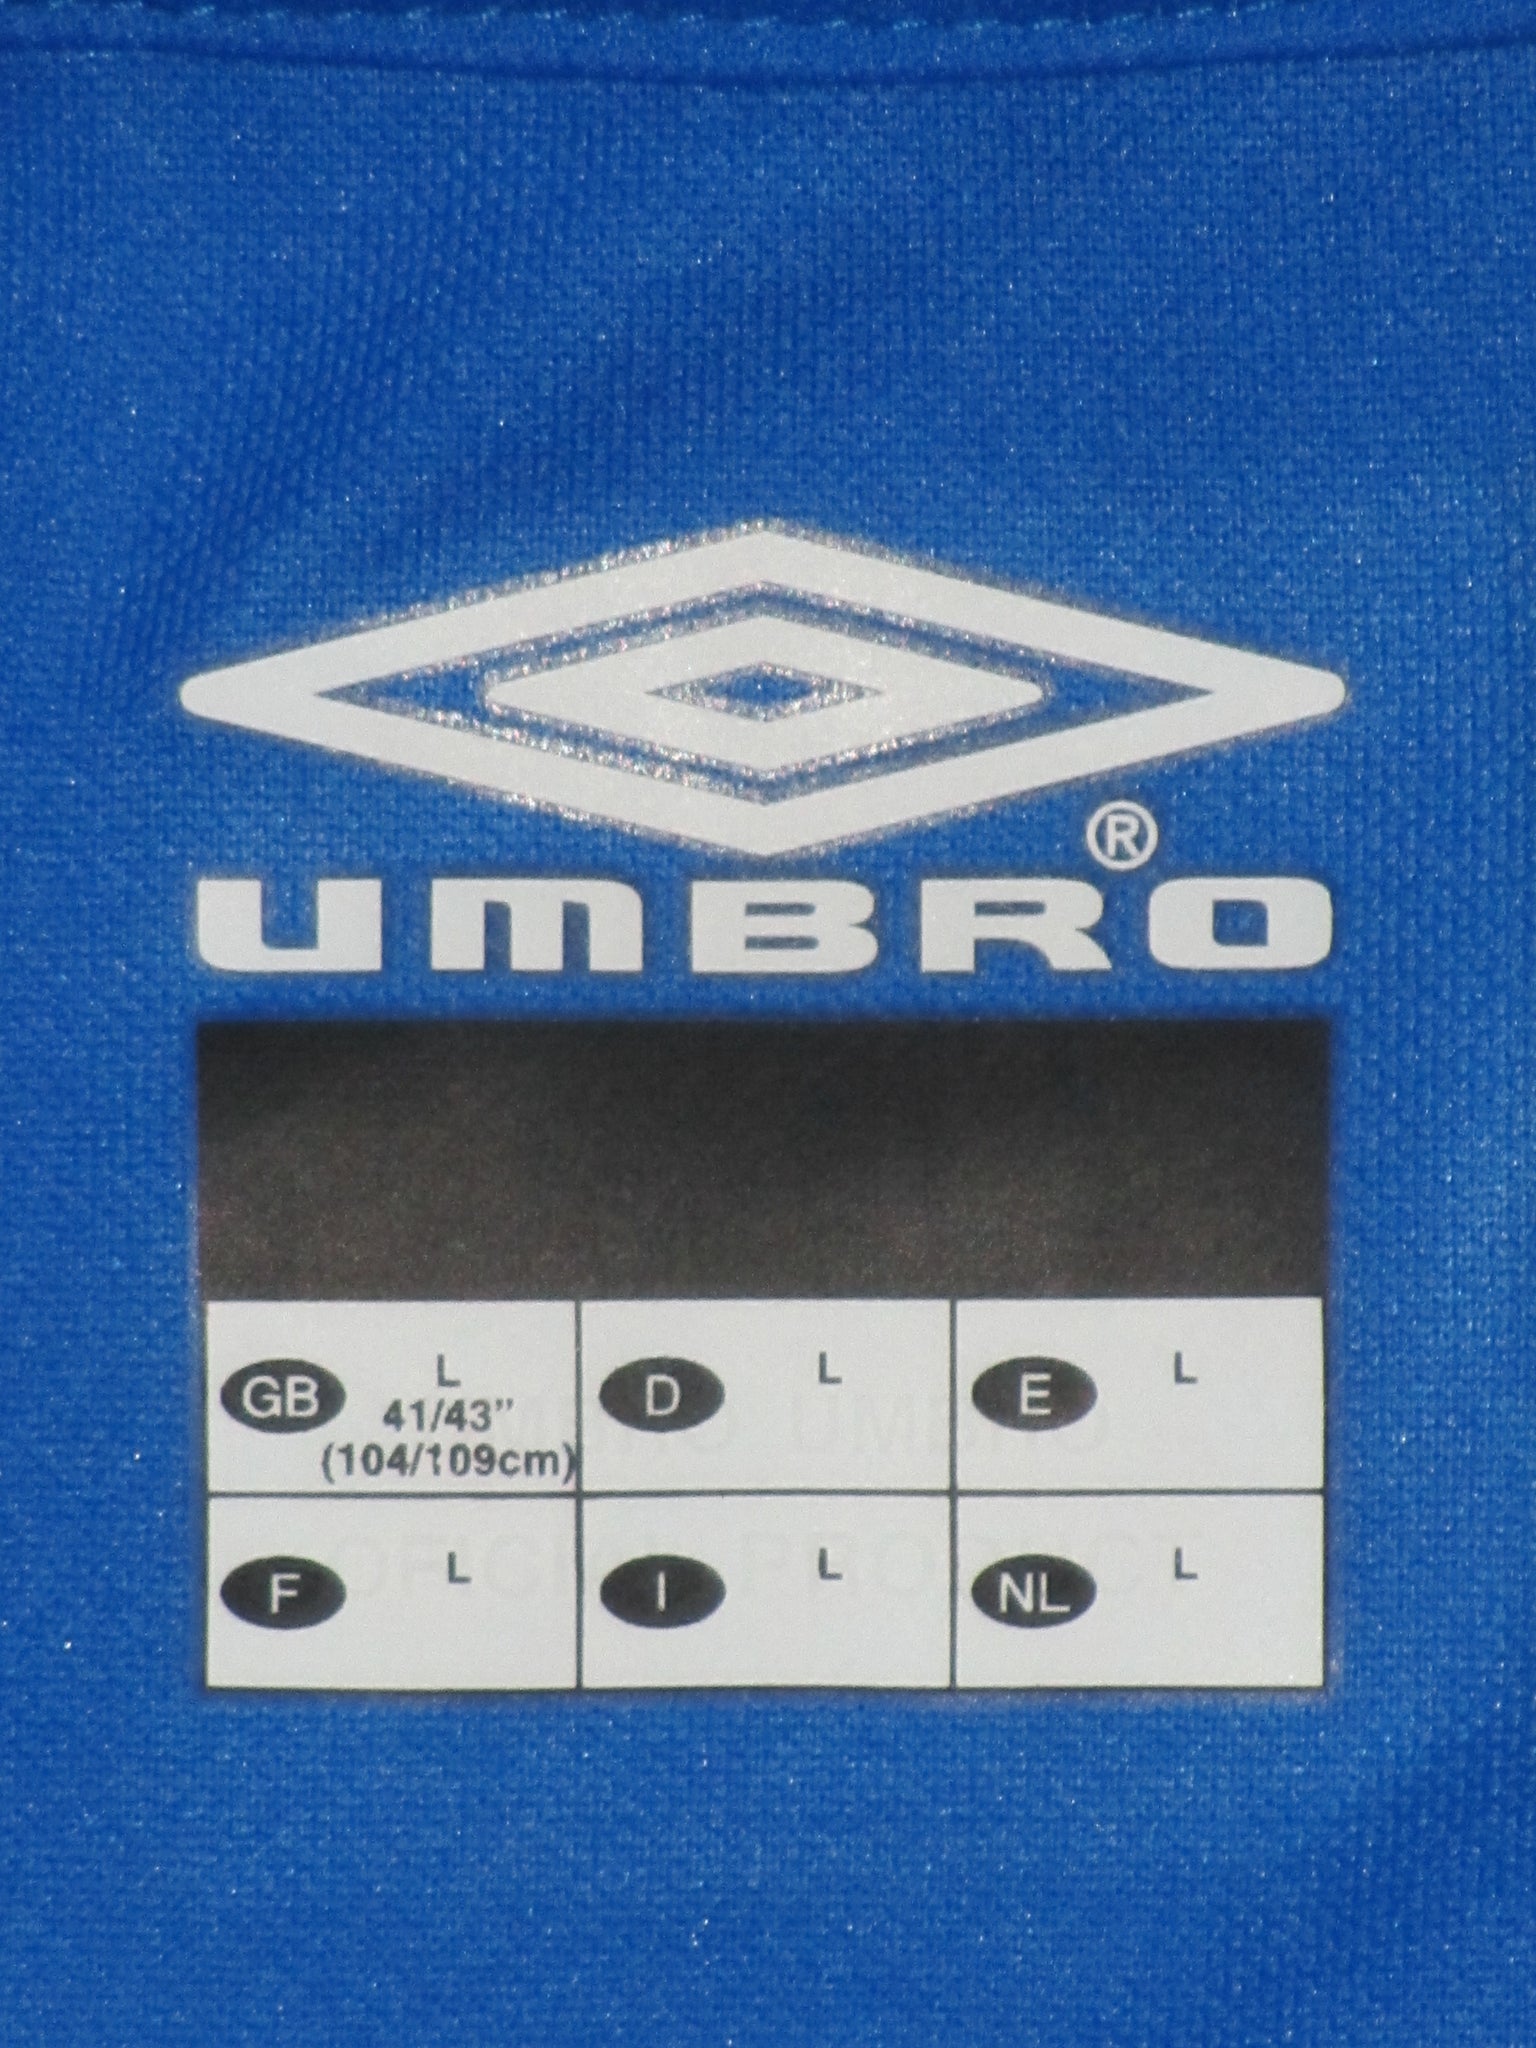 UMBRO®
GB L
41/43"
(104/109cm)
D L
E L
F L
I L
NL L